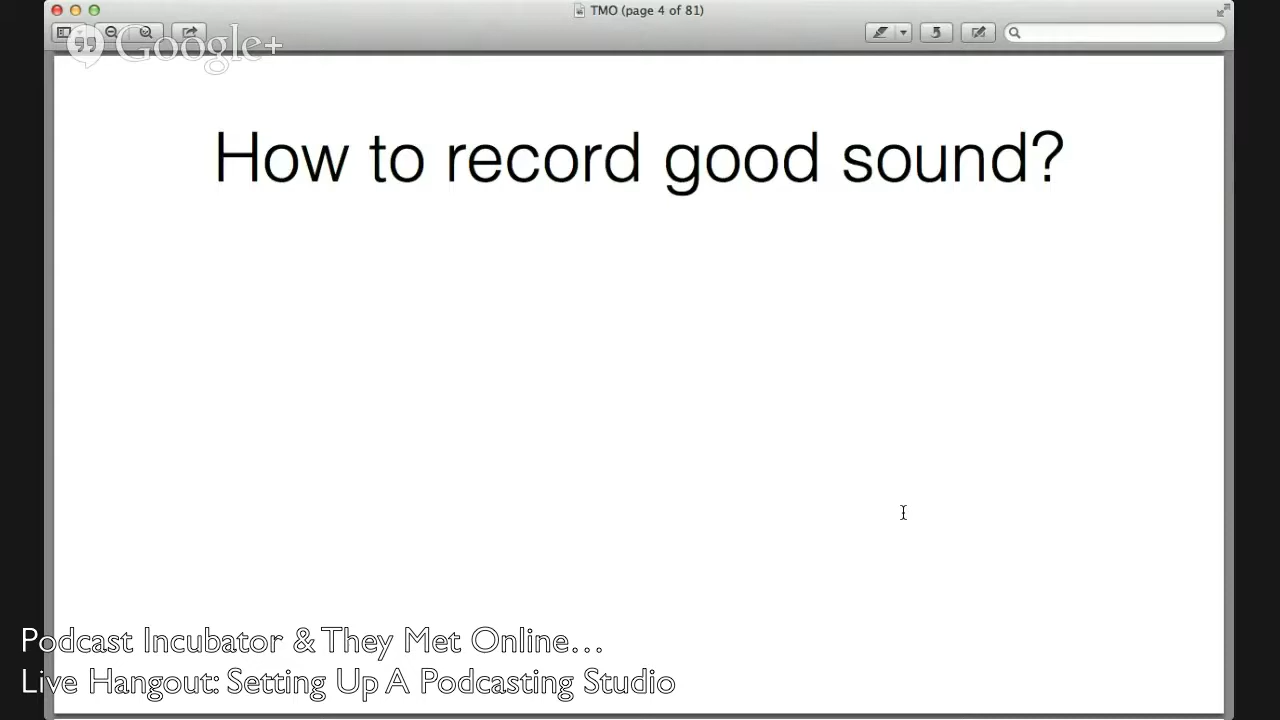 TMO (page 4 of 81)
Google+
How to record good sound?
Podcast Incubator & They Met Online...
Live Hangout: Setting Up A Podcasting Studio